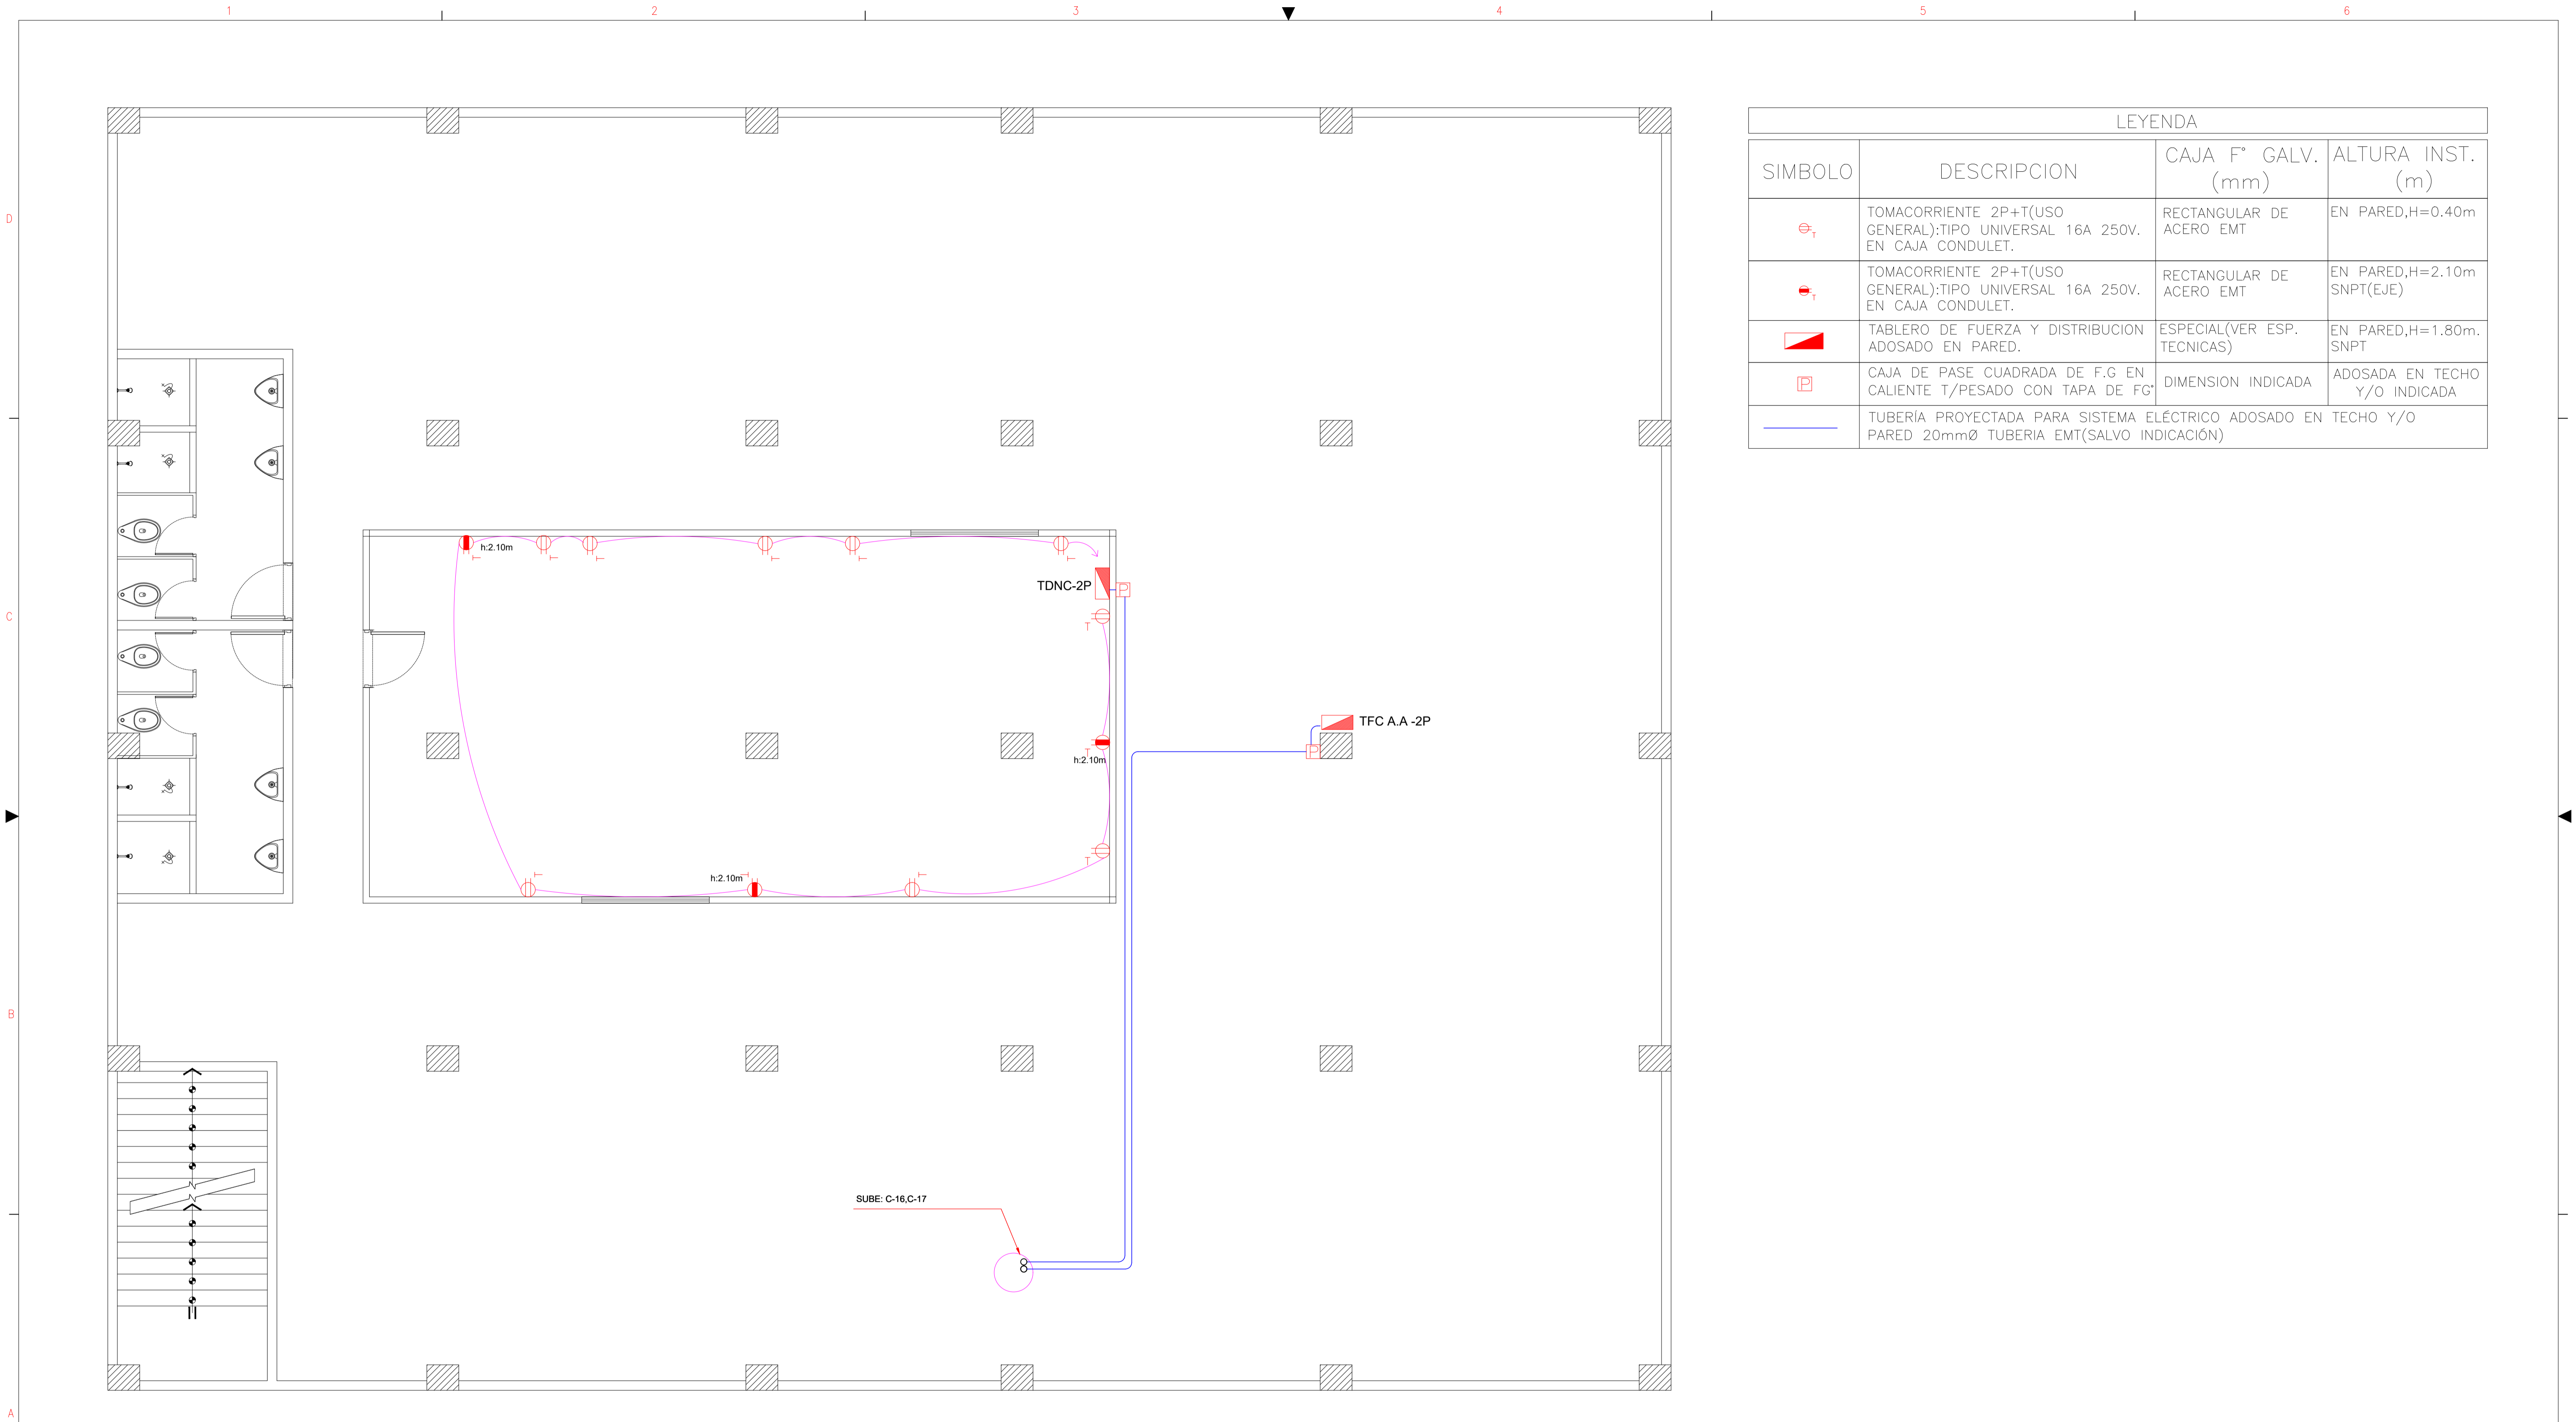 1 2 3 4 5 6
LEYENDA
SIMBOLO DESCRIPCION CAJA F° GALV. (mm) ALTURA INST. (m)
TOMACORRIENTE 2P+T(USO
GENERAL):TIPO UNIVERSAL 16A 250V.
EN CAJA CONDULET.
RECTANGULAR DE
ACERO EMT
EN PARED,H=0.40m
T
TOMACORRIENTE 2P+T(USO
GENERAL):TIPO UNIVERSAL 16A 250V.
EN CAJA CONDULET.
RECTANGULAR DE
ACERO EMT
EN PARED,H=2.10m
SNPT(EJE)
T
TABLERO DE FUERZA Y DISTRIBUCION
ADOSADO EN PARED.
ESPECIAL(VER ESP.
TECNICAS)
EN PARED,H=1.80m.
SNPT
P
CAJA DE PASE CUADRADA DE F.G EN
CALIENTE T/PESADO CON TAPA DE FG°
DIMENSION INDICADA
ADOSADA EN TECHO
Y/O INDICADA
TUBERÍA PROYECTADA PARA SISTEMA ELÉCTRICO ADOSADO EN TECHO Y/O
PARED 20mmØ TUBERIA EMT(SALVO INDICACIÓN)
D
C
B
A
h:2.10m
T
T
T
T
T
T
TDNC-2P
P
T
TFC A.A -2P
P
T
h:2.10m
T
h:2.10m
T
T
T
SUBE: C-16,C-17